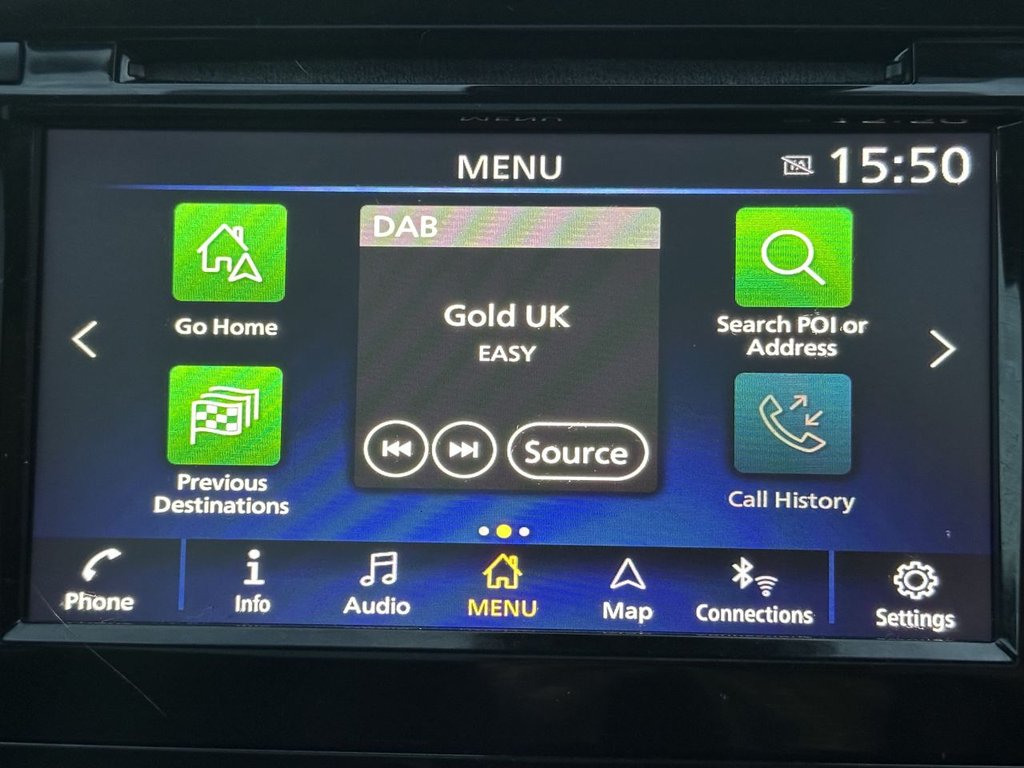 MENU
TA
15:50
DAB
Gold UK
EASY
Source
Go Home
Previous
Destinations
Search POI or
Address
Call History
Phone
Info
Audio
MENU
Map
Connections
Settings